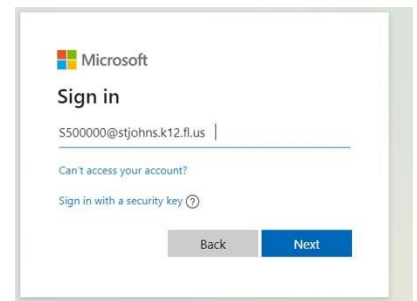 Microsoft
Sign in
S500000@stjohns.k12.fl.us
Can't access your account?
Sign in with a security key
Back Next